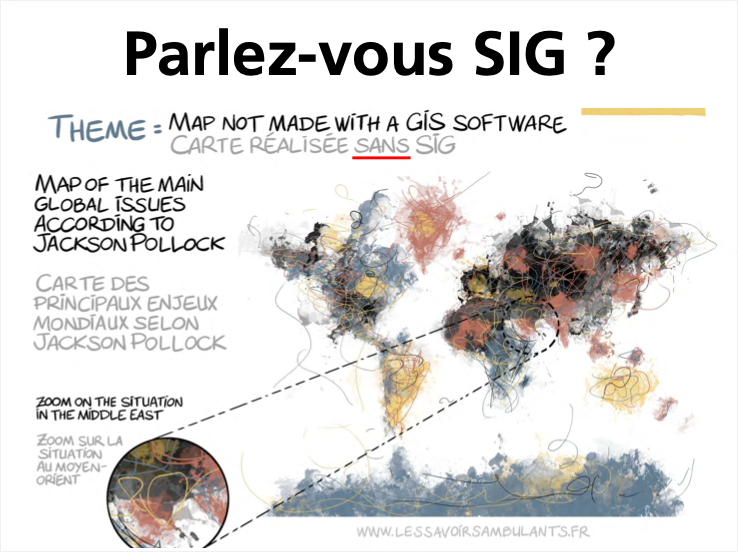 Parlez-vous SIG ?
THEME = MAP NOT MADE WITH A GIS SOFTWARE
CARTE RÉALISÉE SANS SIG
MAP OF THE MAIN
GLOBAL ISSUES
ACCORDING TO
JACKSON POLLOCK
CARTE DES
PRINCIPAUX ENJEUX
MONDIAUX SELON
JACKSON POLLOCK
ZOOM ON THE SITUATION
IN THE MIDDLE EAST
ZOOM SUR LA
SITUATION
AU MOYEN-
ORIENT
WWW.LESSAVOIRSAMBULANTS.FR